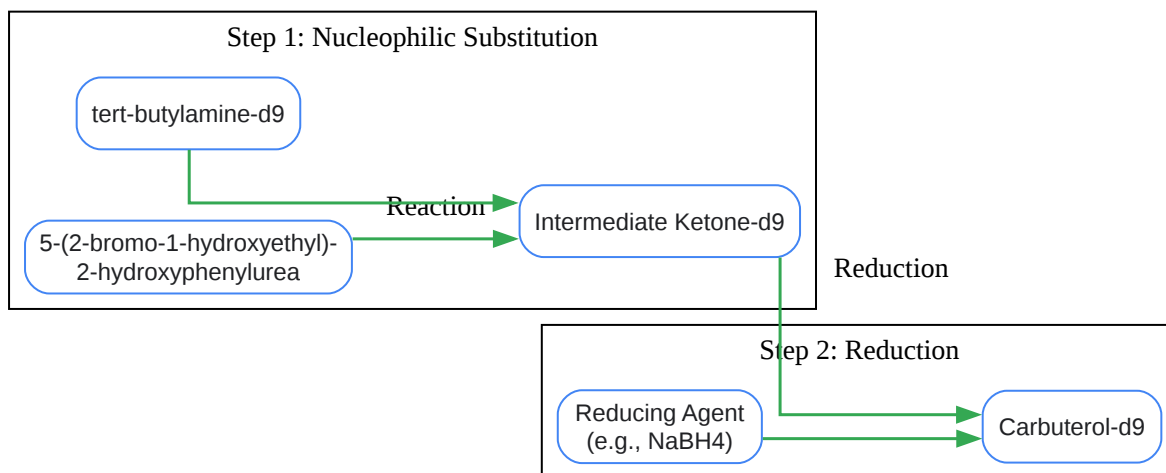 Step 1: Nucleophilic Substitution
tert-butylamine-d9
Reaction
5-(2-bromo-1-hydroxyethyl)-
2-hydroxyphenylurea
Intermediate Ketone-d9
Reduction
Step 2: Reduction
Reducing Agent
(e.g., NaBH4)
Carbuterol-d9